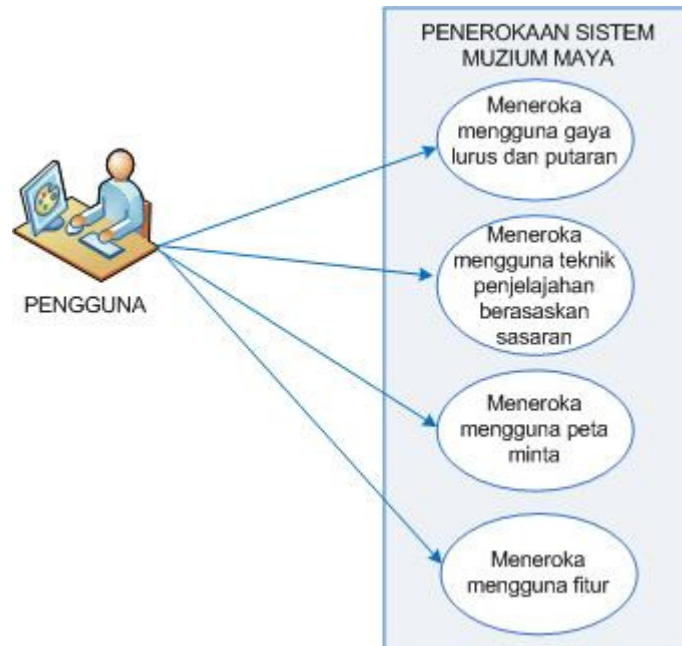 PENEROKAAN SISTEM
MUZIUM MAYA
Meneroka
mengguna gaya
lurus dan putaran
Meneroka
mengguna teknik
penjelajahan
berasaskan
sasaran
PENGGUNA
Meneroka
mengguna peta
minta
Meneroka
mengguna fitur